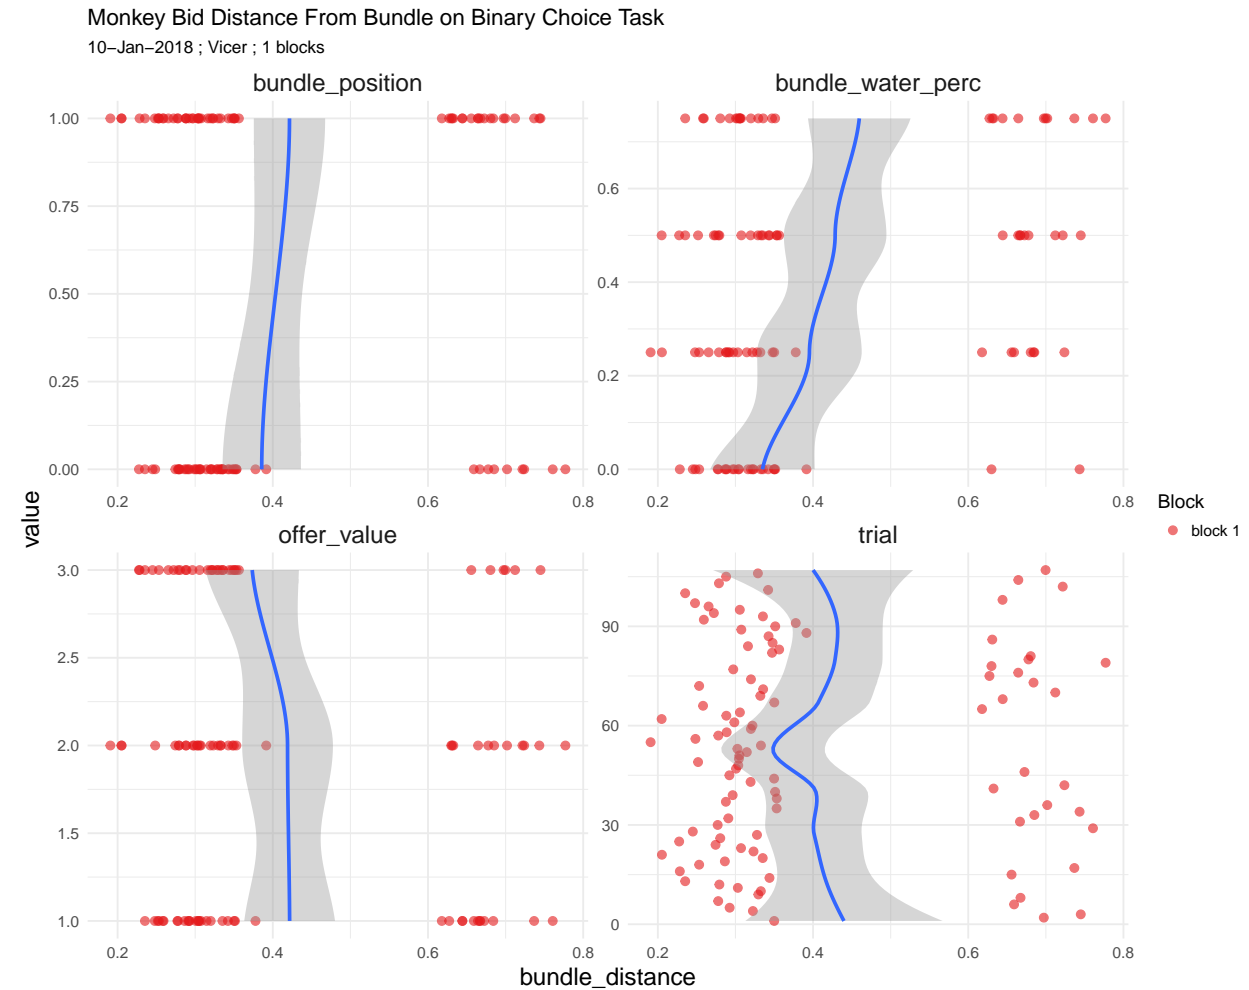 Monkey Bid Distance From Bundle on Binary Choice Task
10−Jan−2018 ; Vicer ; 1 blocks
bundle_position
bundle_water_perc
1.00
0.75
0.50
0.25
0.00
0.6
0.4
0.2
0.0
0.2 0.4 0.6 0.8
0.2 0.4 0.6 0.8
value
Block
block 1
offer_value
trial
3.0
2.5
2.0
1.5
1.0
90
60
30
0
0.2 0.4 0.6 0.8
0.2 0.4 0.6 0.8
bundle_distance